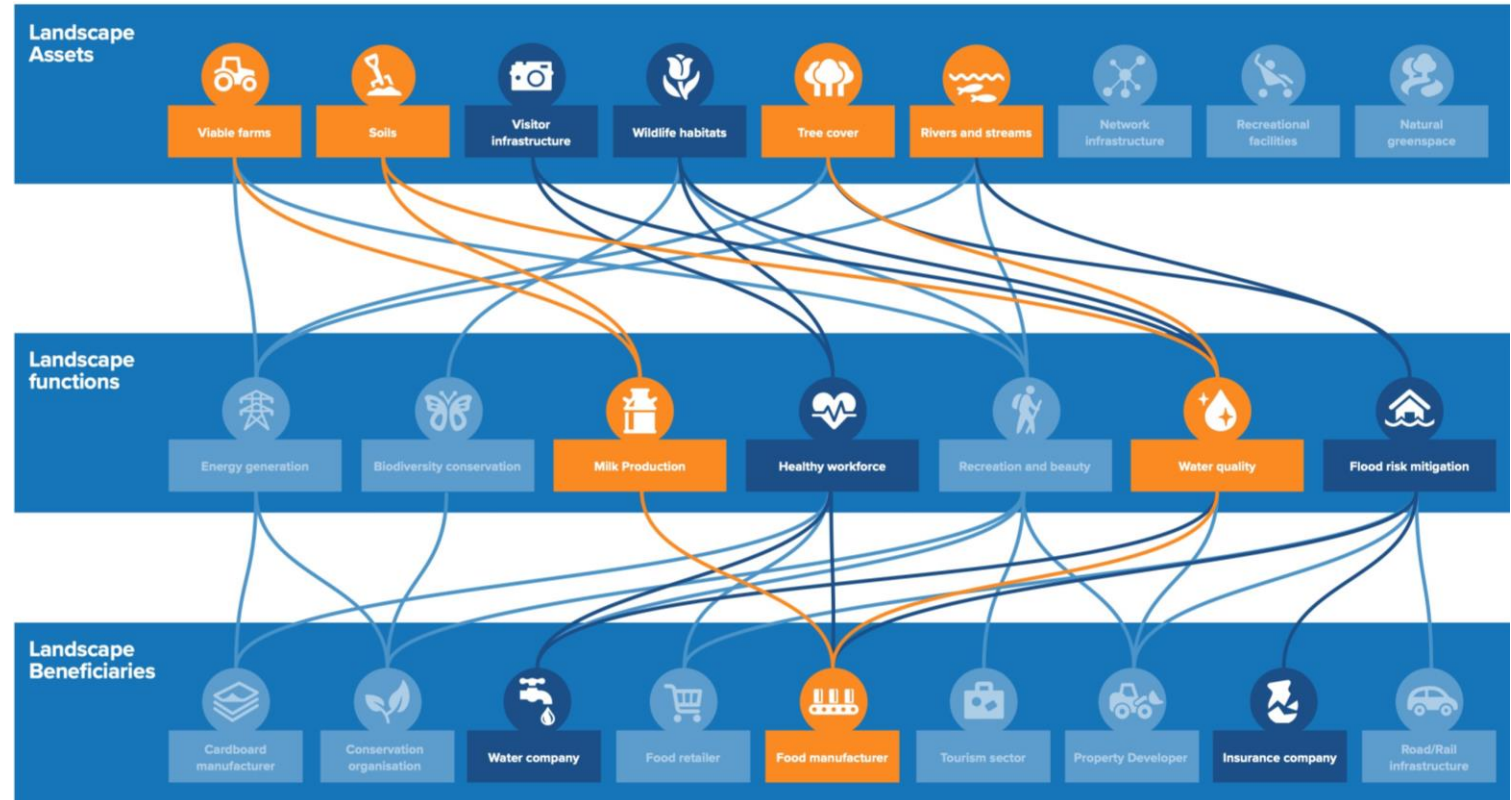 Landscape
Assets
Viable farms
Soils
Visitor
infrastructure
Wildlife habitats
Tree cover
Rivers and streams
Network
infrastructure
Recreational
facilities
Natural
greenspace
Landscape
functions
Energy generation
Biodiversity conservation
Milk Production
Healthy workforce
Recreation and beauty
Water quality
Flood risk mitigation
Landscape
Beneficiaries
Cardboard
manufacturer
Conservation
organisation
Water company
Food retailer
Food manufacturer
Tourism sector
Property Developer
Insurance company
Road/Rail
infrastructure